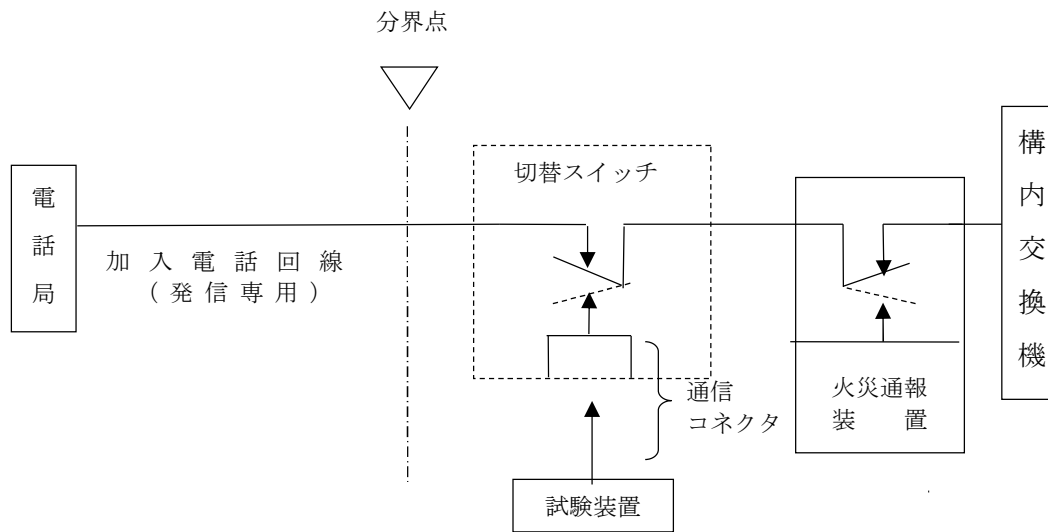 分界点
切替スイッチ
電話局
加入電話回線
(発信専用)
構内交換機
火災通報
装置
通信
コネクタ
試験装置